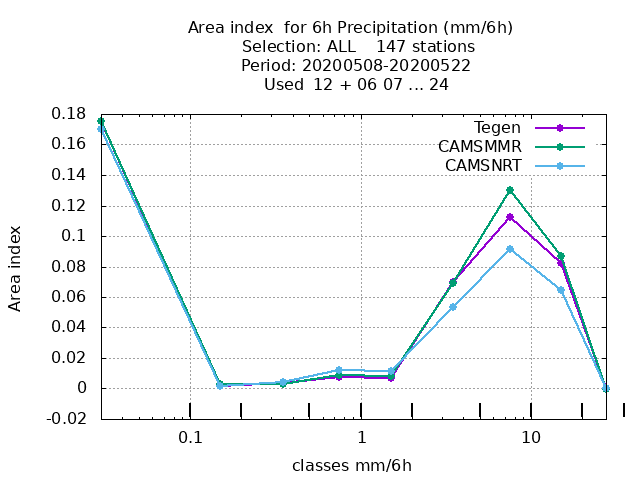 Area index  for 6h Precipitation (mm/6h)
Selection: ALL    147 stations
Period: 20200508-20200522
Used  12 + 06 07 ... 24
Tegen
CAMSMMR
CAMSNRT
0.18
0.16
0.14
0.12
0.1
0.08
0.06
0.04
0.02
0
-0.02
Area index
0.1 1 10
classes mm/6h